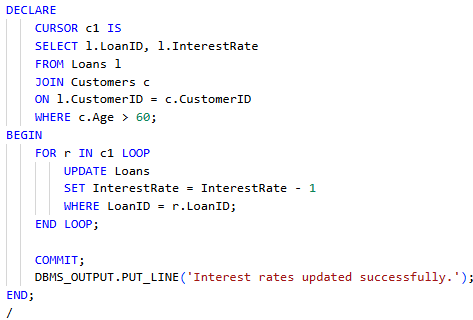 DECLARE
    CURSOR c1 IS
    SELECT l.LoanID, l.InterestRate
    FROM Loans l
    JOIN Customers c
    ON l.CustomerID = c.CustomerID
    WHERE c.Age > 60;
BEGIN
    FOR r IN c1 LOOP
        UPDATE Loans
        SET InterestRate = InterestRate - 1
        WHERE LoanID = r.LoanID;
    END LOOP;

    COMMIT;
    DBMS_OUTPUT.PUT_LINE('Interest rates updated successfully.');
END;
/